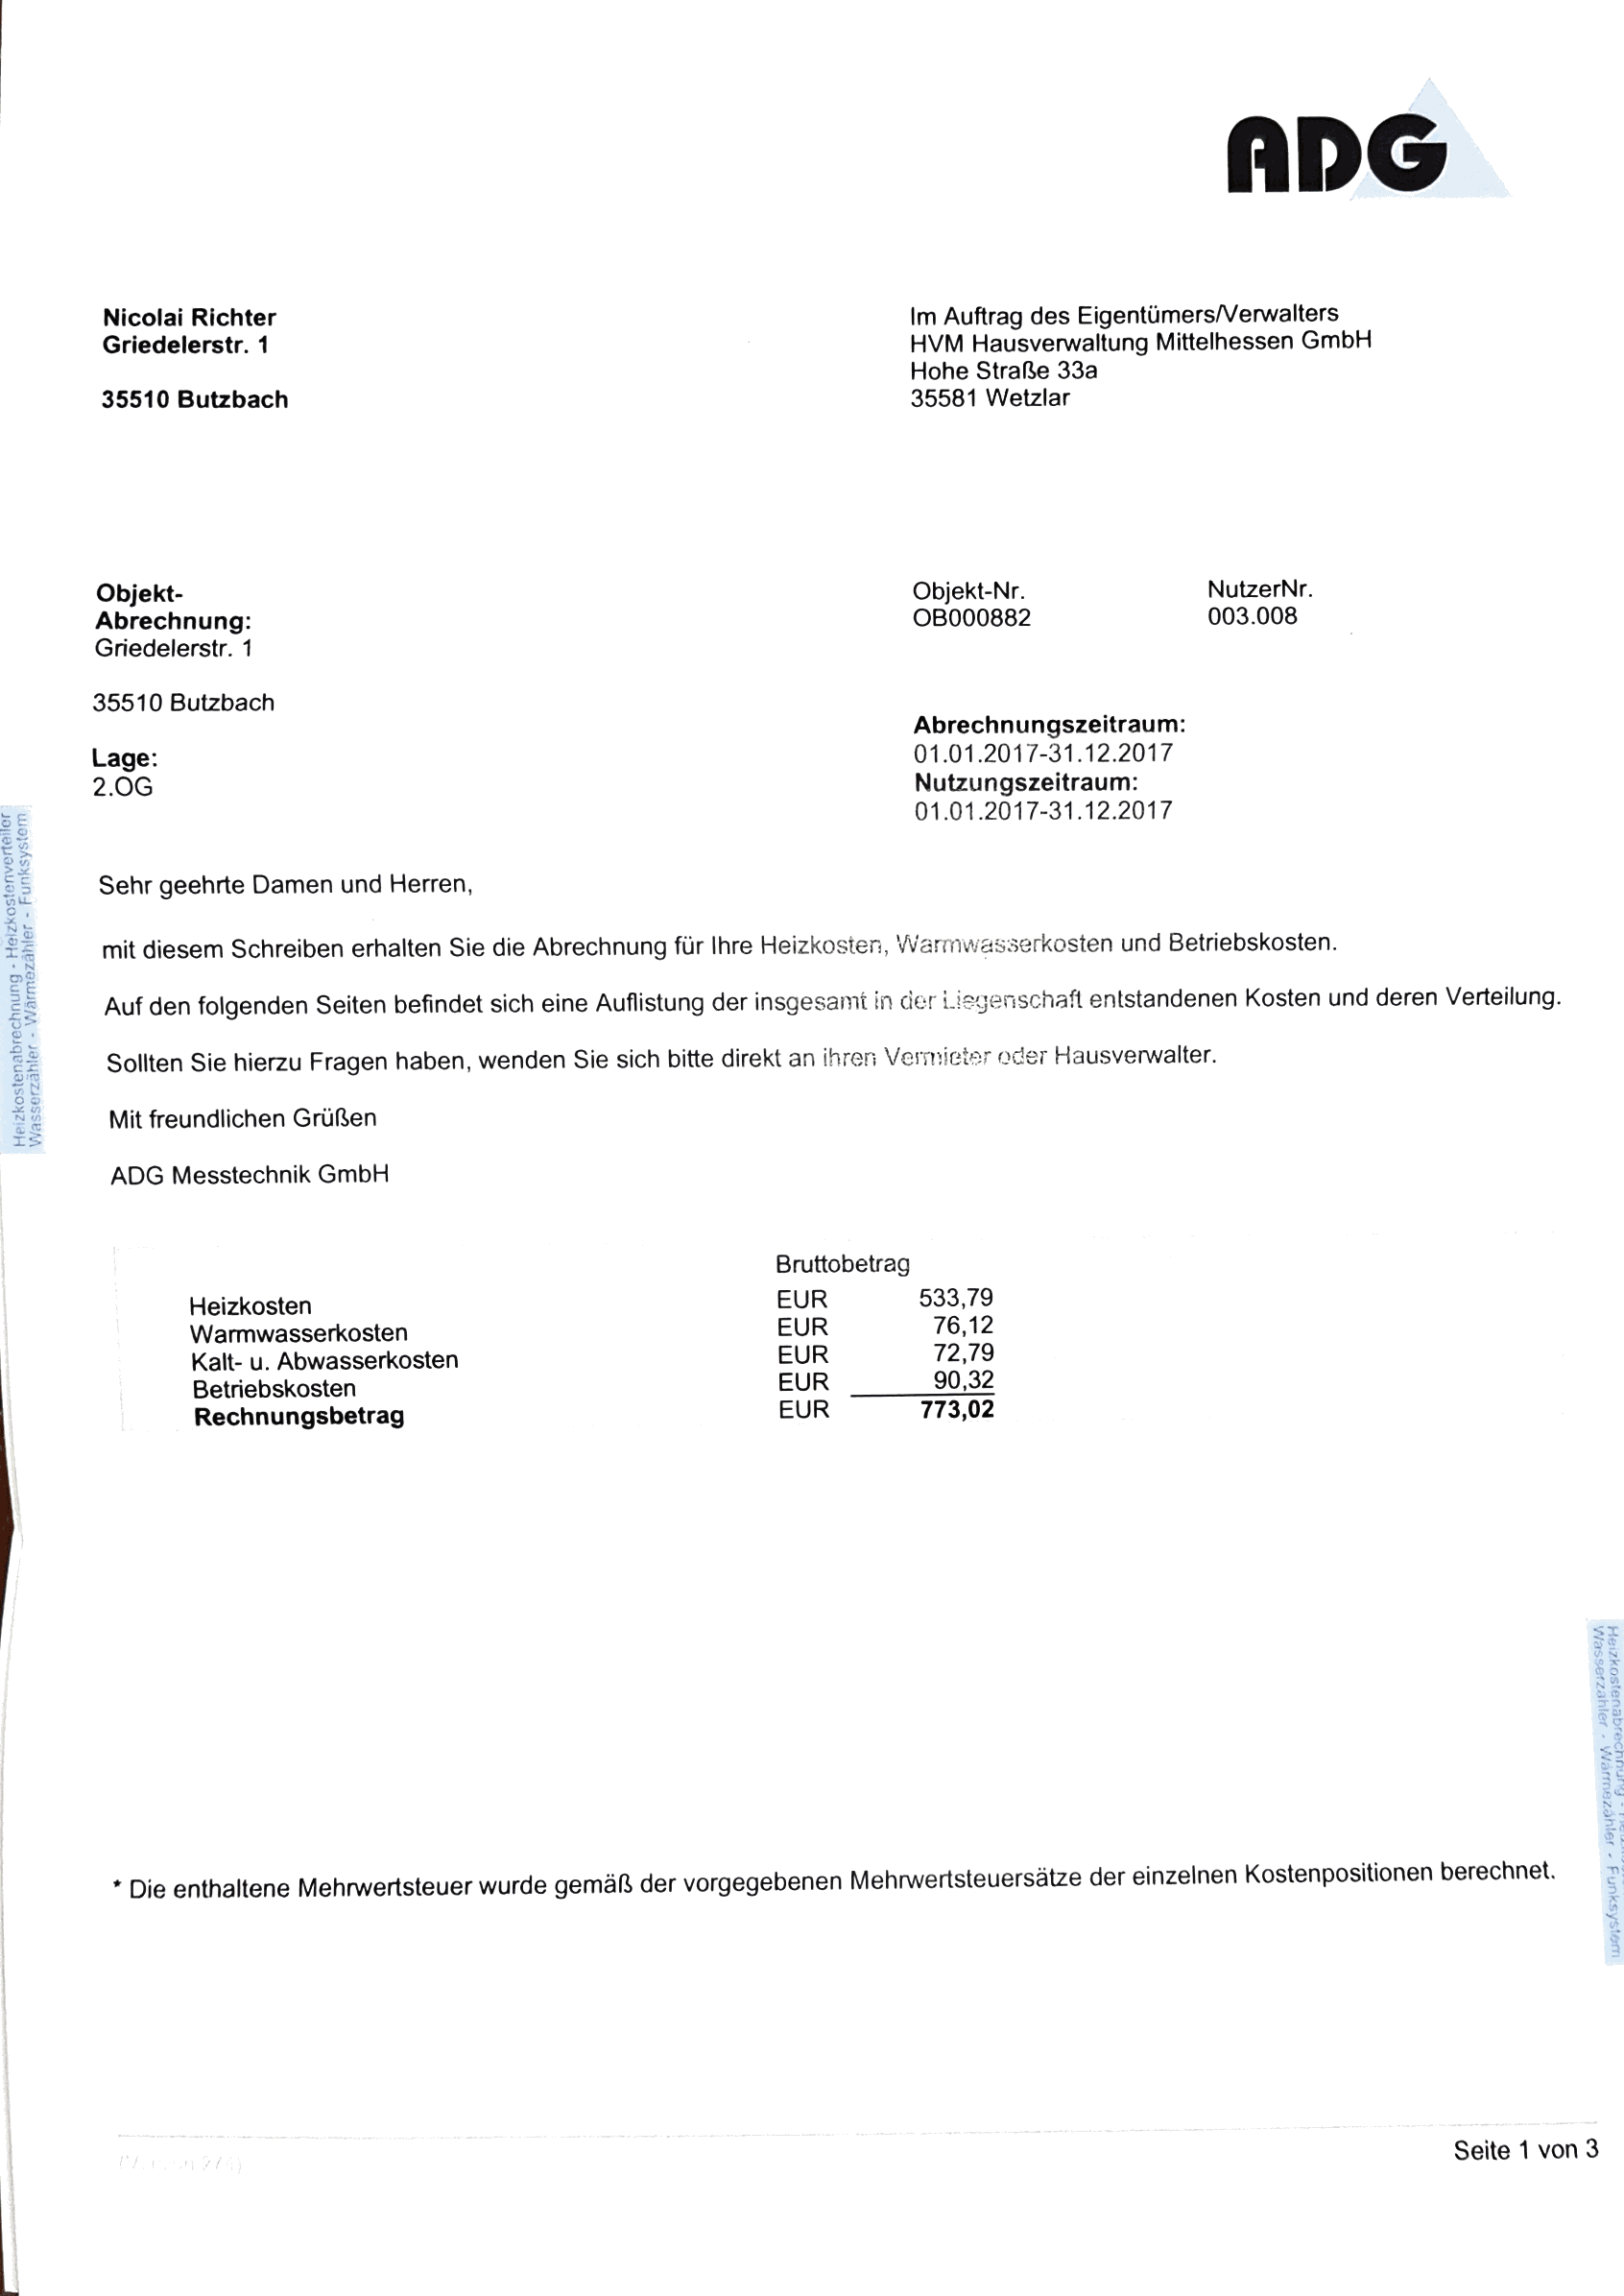 ADG
Nicolai Richter
Griedelerstr. 1
35510 Butzbach
Im Auftrag des Eigentümers/Verwalters
HVM Hausverwaltung Mittelhessen GmbH
Hohe Straße 33a
35581 Wetzlar
Objekt-
Abrechnung:
Griedelerstr. 1
35510 Butzbach
Lage:
2.OG
Objekt-Nr. NutzerNr.
OB000882 003.008
Abrechnungszeitraum:
01.01.2017-31.12.2017
Nutzungszeitraum:
01.01.2017-31.12.2017
Heizkostenabrechnung - Heizkostenverteiler
Wasserzähler - Wärmezähler - Funksystem
Sehr geehrte Damen und Herren,
mit diesem Schreiben erhalten Sie die Abrechnung für Ihre Heizkosten, Warmwasserkosten und Betriebskosten.
Auf den folgenden Seiten befindet sich eine Auflistung der insgesamt in der Liegenschaft entstandenen Kosten und deren Verteilung.
Sollten Sie hierzu Fragen haben, wenden Sie sich bitte direkt an ihren Vermieter oder Hausverwalter.
Mit freundlichen Grüßen
ADG Messtechnik GmbH
Bruttobetrag
Heizkosten EUR 533,79
Warmwasserkosten EUR 76,12
Kalt- u. Abwasserkosten EUR 72,79
Betriebskosten EUR 90,32
Rechnungsbetrag EUR 773,02
Heizkostenabrechnung -
Wasserzähler - Wärmezähler - Funksystem
* Die enthaltene Mehrwertsteuer wurde gemäß der vorgegebenen Mehrwertsteuersätze der einzelnen Kostenpositionen berechnet.
Seite 1 von 3